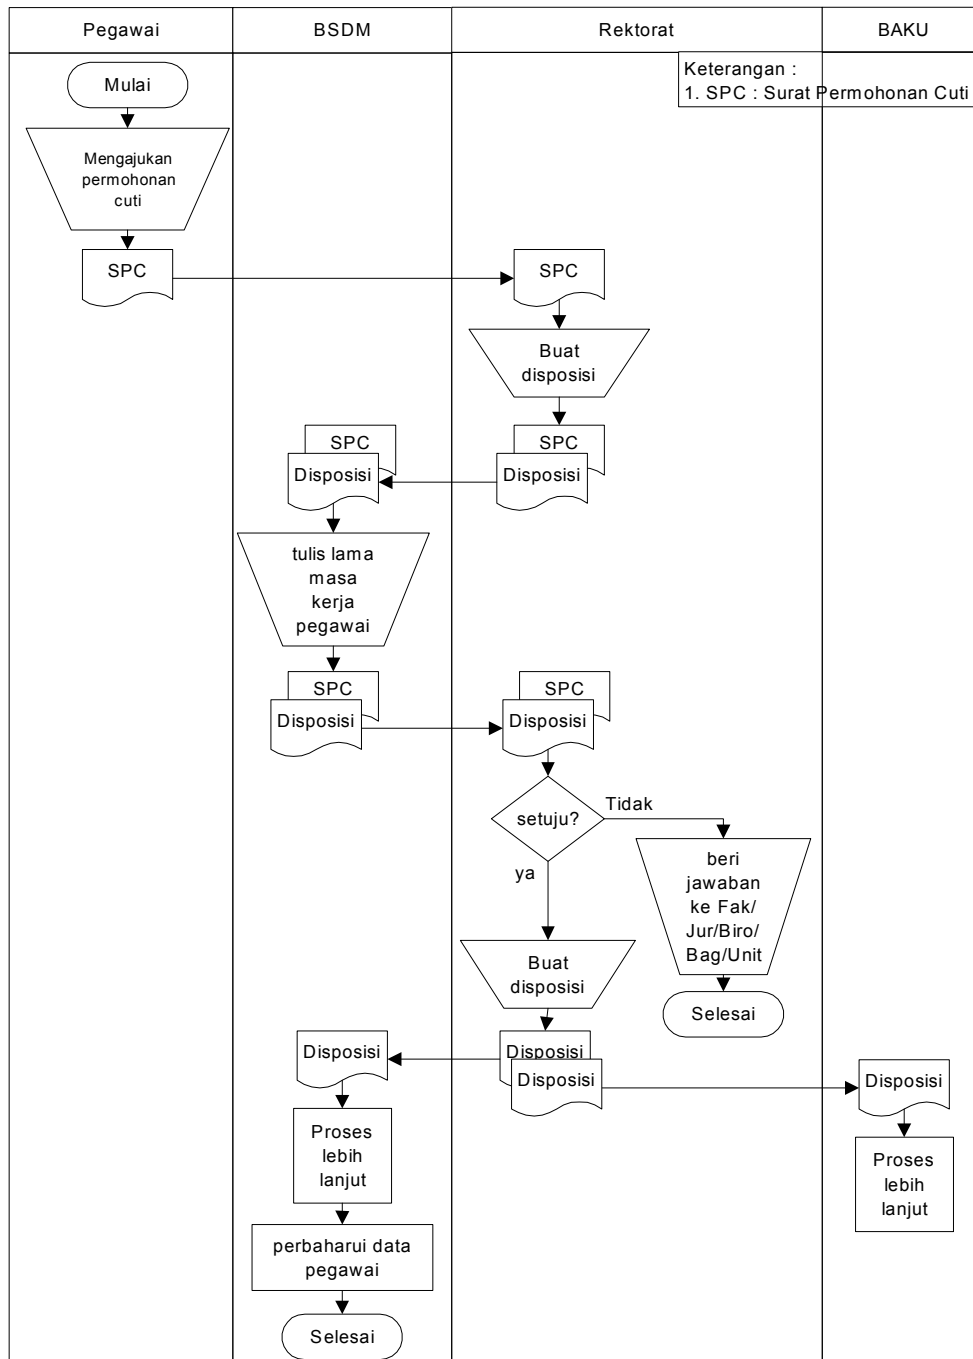 Pegawai
BSDM
Rektorat
BAKU
Keterangan :
1. SPC : Surat Permohonan Cuti
Mulai
Mengajukan
permohonan
cuti
SPC
SPC
Buat
disposisi
SPC
Disposisi
SPC
Disposisi
tulis lama
masa
kerja
pegawai
SPC
Disposisi
SPC
Disposisi
setuju?
Tidak
ya
beri
jawaban
ke Fak/
Jur/Biro/
Bag/Unit
Selesai
Buat
disposisi
Disposisi
Disposisi
Disposisi
Disposisi
Proses
lebih
lanjut
Proses
lebih
lanjut
perbaharui data
pegawai
Selesai